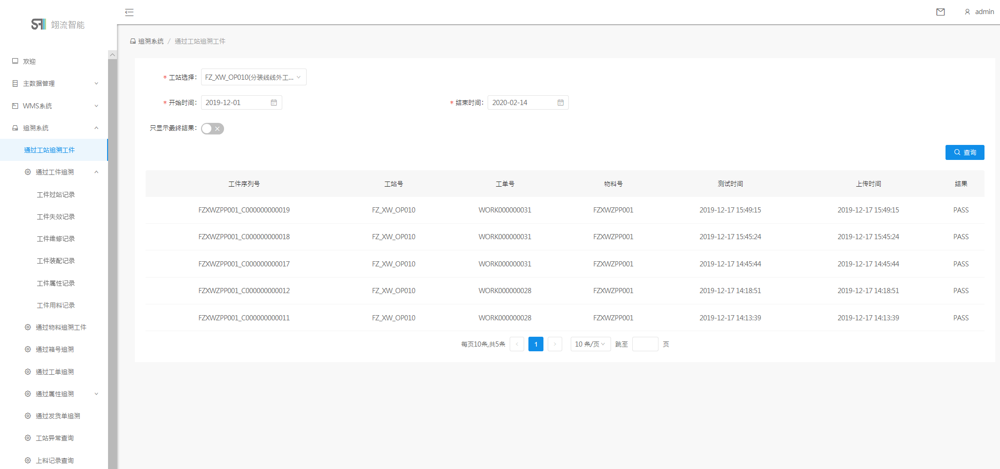 翊流智能
admin
追溯系统 / 通过工站追溯工件
欢迎
主数据管理
WMS系统
追溯系统
通过工站追溯工件
通过工件追溯
工件过站记录
工件失效记录
工件维修记录
工件装配记录
工件属性记录
工件用料记录
通过物料追溯工件
通过箱号追溯
通过工单追溯
通过属性追溯
通过发货单追溯
工站异常查询
上料记录查询
* 工站选择: FZ_XW_OP010(分装线线外工...
* 开始时间: 2019-12-01 * 结束时间: 2020-02-14
只显示最终结果:
查询
工件序列号 工站号 工单号 物料号 测试时间 上传时间 结果
FZXWZPP001_C000000000019 FZ_XW_OP010 WORK000000031 FZXWZPP001 2019-12-17 15:49:15 2019-12-17 15:49:15 PASS
FZXWZPP001_C000000000018 FZ_XW_OP010 WORK000000031 FZXWZPP001 2019-12-17 15:45:24 2019-12-17 15:45:24 PASS
FZXWZPP001_C000000000017 FZ_XW_OP010 WORK000000031 FZXWZPP001 2019-12-17 14:45:44 2019-12-17 14:45:44 PASS
FZXWZPP001_C000000000012 FZ_XW_OP010 WORK000000028 FZXWZPP001 2019-12-17 14:18:51 2019-12-17 14:18:51 PASS
FZXWZPP001_C000000000011 FZ_XW_OP010 WORK000000028 FZXWZPP001 2019-12-17 14:13:39 2019-12-17 14:13:39 PASS
每页10条,共5条 < 1 > 10 条/页 跳至 页